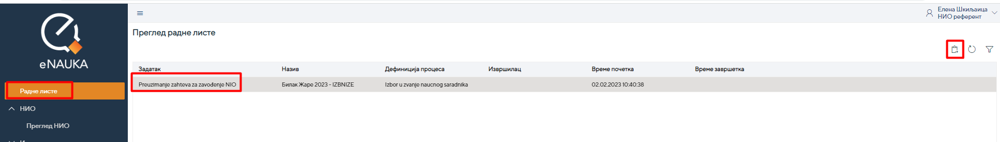 eNAUKA
Радне листе
НИО
Преглед НИО
Елена Шкиљаица
НИО референт
Преглед радне листе
Задатак Назив Дефиниција процеса Извршилац Време почетка Време завршетка
Preuzimanje zahteva za zavođenje NIO Билак Жаре 2023 - IZBNIZE Izbor u zvanje naucnog saradnika 02.02.2023 10:40:38